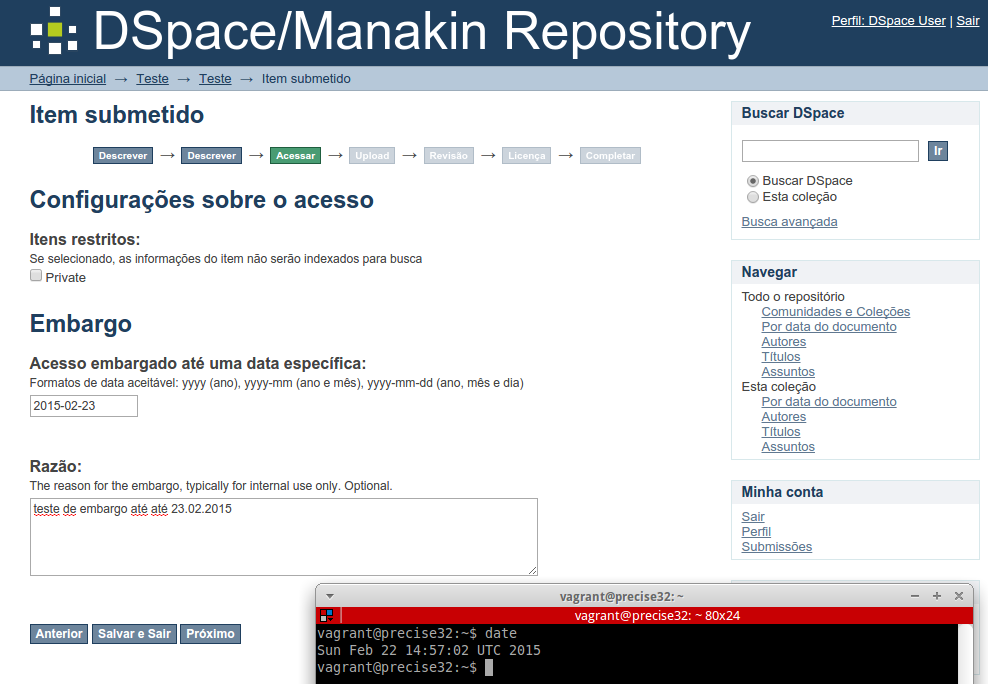 DSpace/Manakin Repository
Perfil: DSpace User | Sair
Página inicial → Teste → Teste → Item submetido
Item submetido
Descrever → Descrever → Acessar → Upload → Revisão → Licença → Completar
Configurações sobre o acesso
Itens restritos:
Se selecionado, as informações do item não serão indexados para busca
Private
Embargo
Acesso embargado até uma data específica:
Formatos de data aceitável: yyyy (ano), yyyy-mm (ano e mês), yyyy-mm-dd (ano, mês e dia)
2015-02-23
Razão:
The reason for the embargo, typically for internal use only. Optional.
teste de embargo até até 23.02.2015
Anterior Salvar e Sair Próximo
Buscar DSpace
Ir
Buscar DSpace
Esta coleção
Busca avançada
Navegar
Todo o repositório
Comunidades e Coleções
Por data do documento
Autores
Títulos
Assuntos
Esta coleção
Por data do documento
Autores
Títulos
Assuntos
Minha conta
Sair
Perfil
Submissões
vagrant@precise32: ~
vagrant@precise32: ~ 80x24
vagrant@precise32:~$ date
Sun Feb 22 14:57:02 UTC 2015
vagrant@precise32:~$